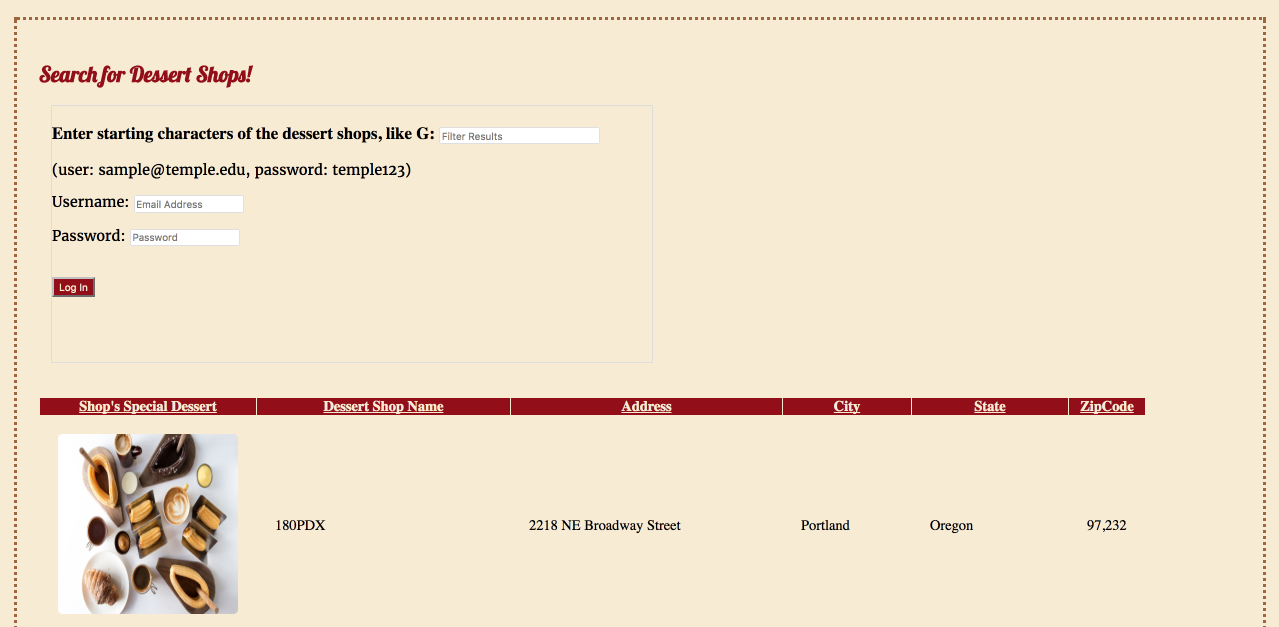 Search for Dessert Shops!
Enter starting characters of the dessert shops, like G: Filter Results
(user: sample@temple.edu, password: temple123)
Username: Email Address
Password: Password
Log In
Shop's Special Dessert Dessert Shop Name Address City State ZipCode
180PDX 2218 NE Broadway Street Portland Oregon 97,232